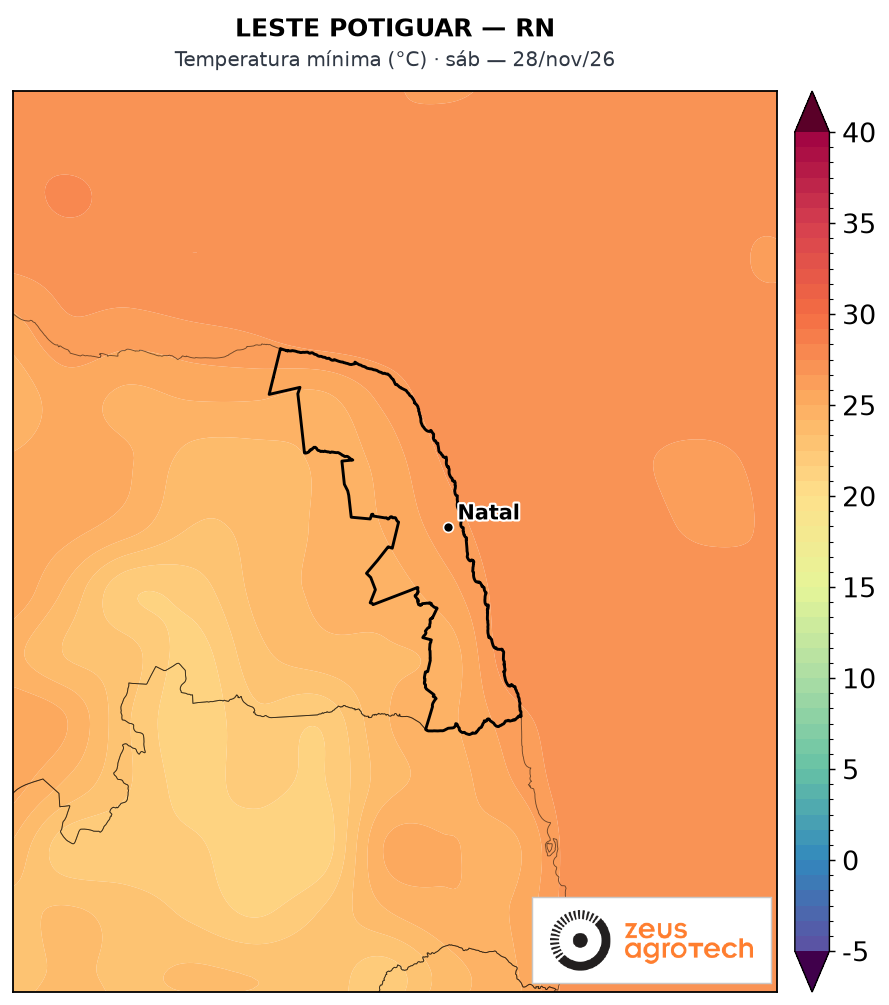 LESTE POTIGUAR — RN
Temperatura mínima (°C) · sáb — 28/nov/26
40
35
30
25
20
15
10
5
0
-5
Natal
zeus
agrotech